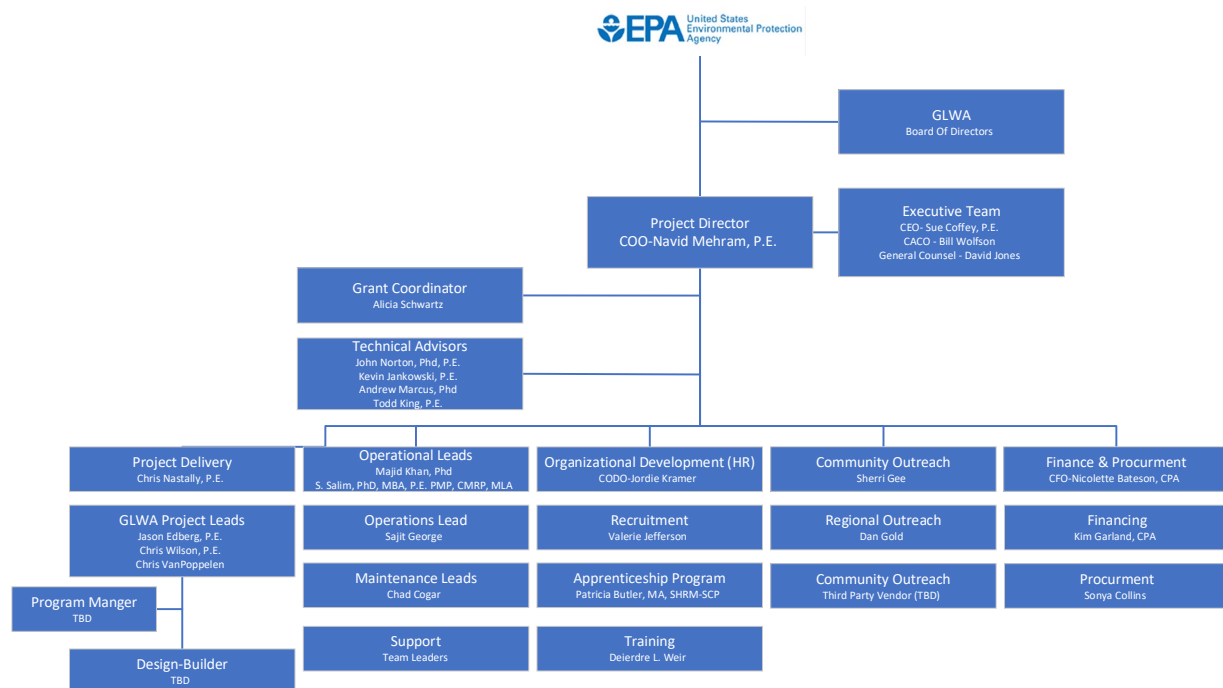 EPA
United States
Environmental Protection
Agency
GLWA
Board Of Directors
Project Director
COO-Navid Mehram, P.E.
Executive Team
CEO- Sue Coffey, P.E.
CACO - Bill Wolfson
General Counsel - David Jones
Grant Coordinator
Alicia Schwartz
Technical Advisors
John Norton, Phd, P.E.
Kevin Jankowski, P.E.
Andrew Marcus, Phd
Todd King, P.E.
Project Delivery
Chris Nastally, P.E.
Operational Leads
Majid Khan, Phd
S. Salim, PhD, MBA, P.E. PMP, CMRP, MLA
Organizational Development (HR)
CODO-Jordie Kramer
Community Outreach
Sherri Gee
Finance & Procurment
CFO-Nicolette Bateson, CPA
GLWA Project Leads
Jason Edberg, P.E.
Chris Wilson, P.E.
Chris VanPoppelen
Operations Lead
Sajit George
Recruitment
Valerie Jefferson
Regional Outreach
Dan Gold
Financing
Kim Garland, CPA
Program Manger
TBD
Maintenance Leads
Chad Cogar
Apprenticeship Program
Patricia Butler, MA, SHRM-SCP
Community Outreach
Third Party Vendor (TBD)
Procurment
Sonya Collins
Design-Builder
TBD
Support
Team Leaders
Training
Deierdre L. Weir